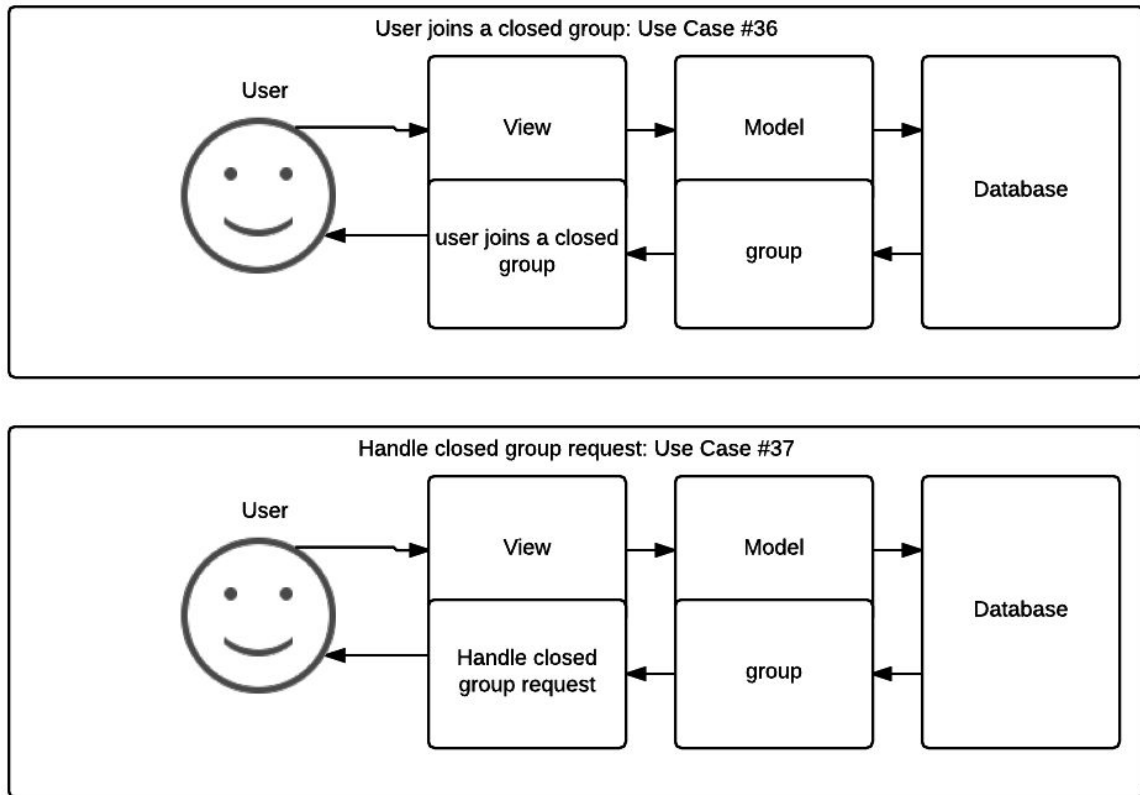 User joins a closed group: Use Case #36
User
View
Model
Database
user joins a closed
group
group
Handle closed group request: Use Case #37
User
View
Model
Database
Handle closed
group request
group